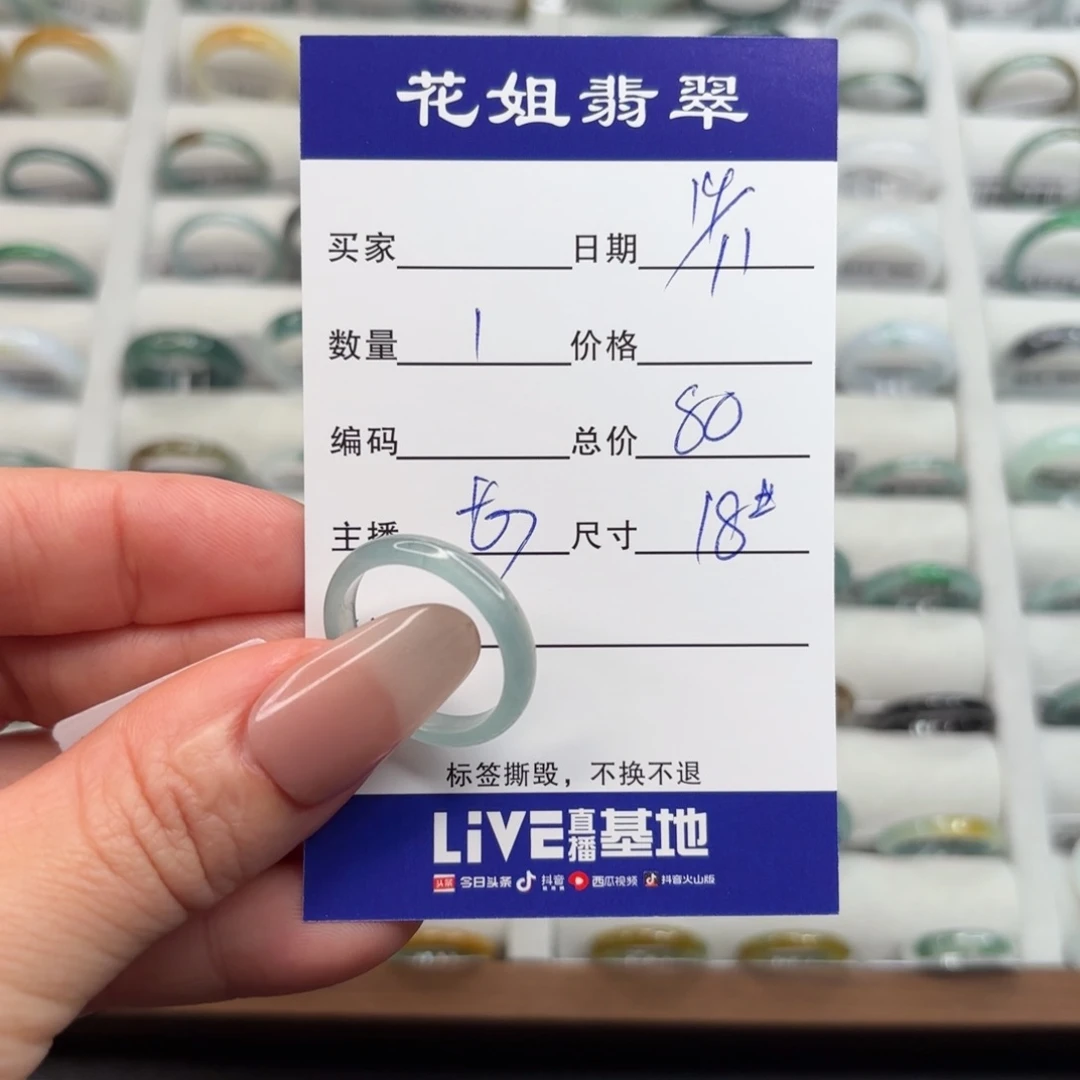 花姐翡翠
买家 日期 14/11
数量 1 价格
编码 总价 80
主播 尺寸 18#
标签撕毁，不换不退
LiVE直播基地
头条 今日头条 抖音 西瓜视频 抖音火山版